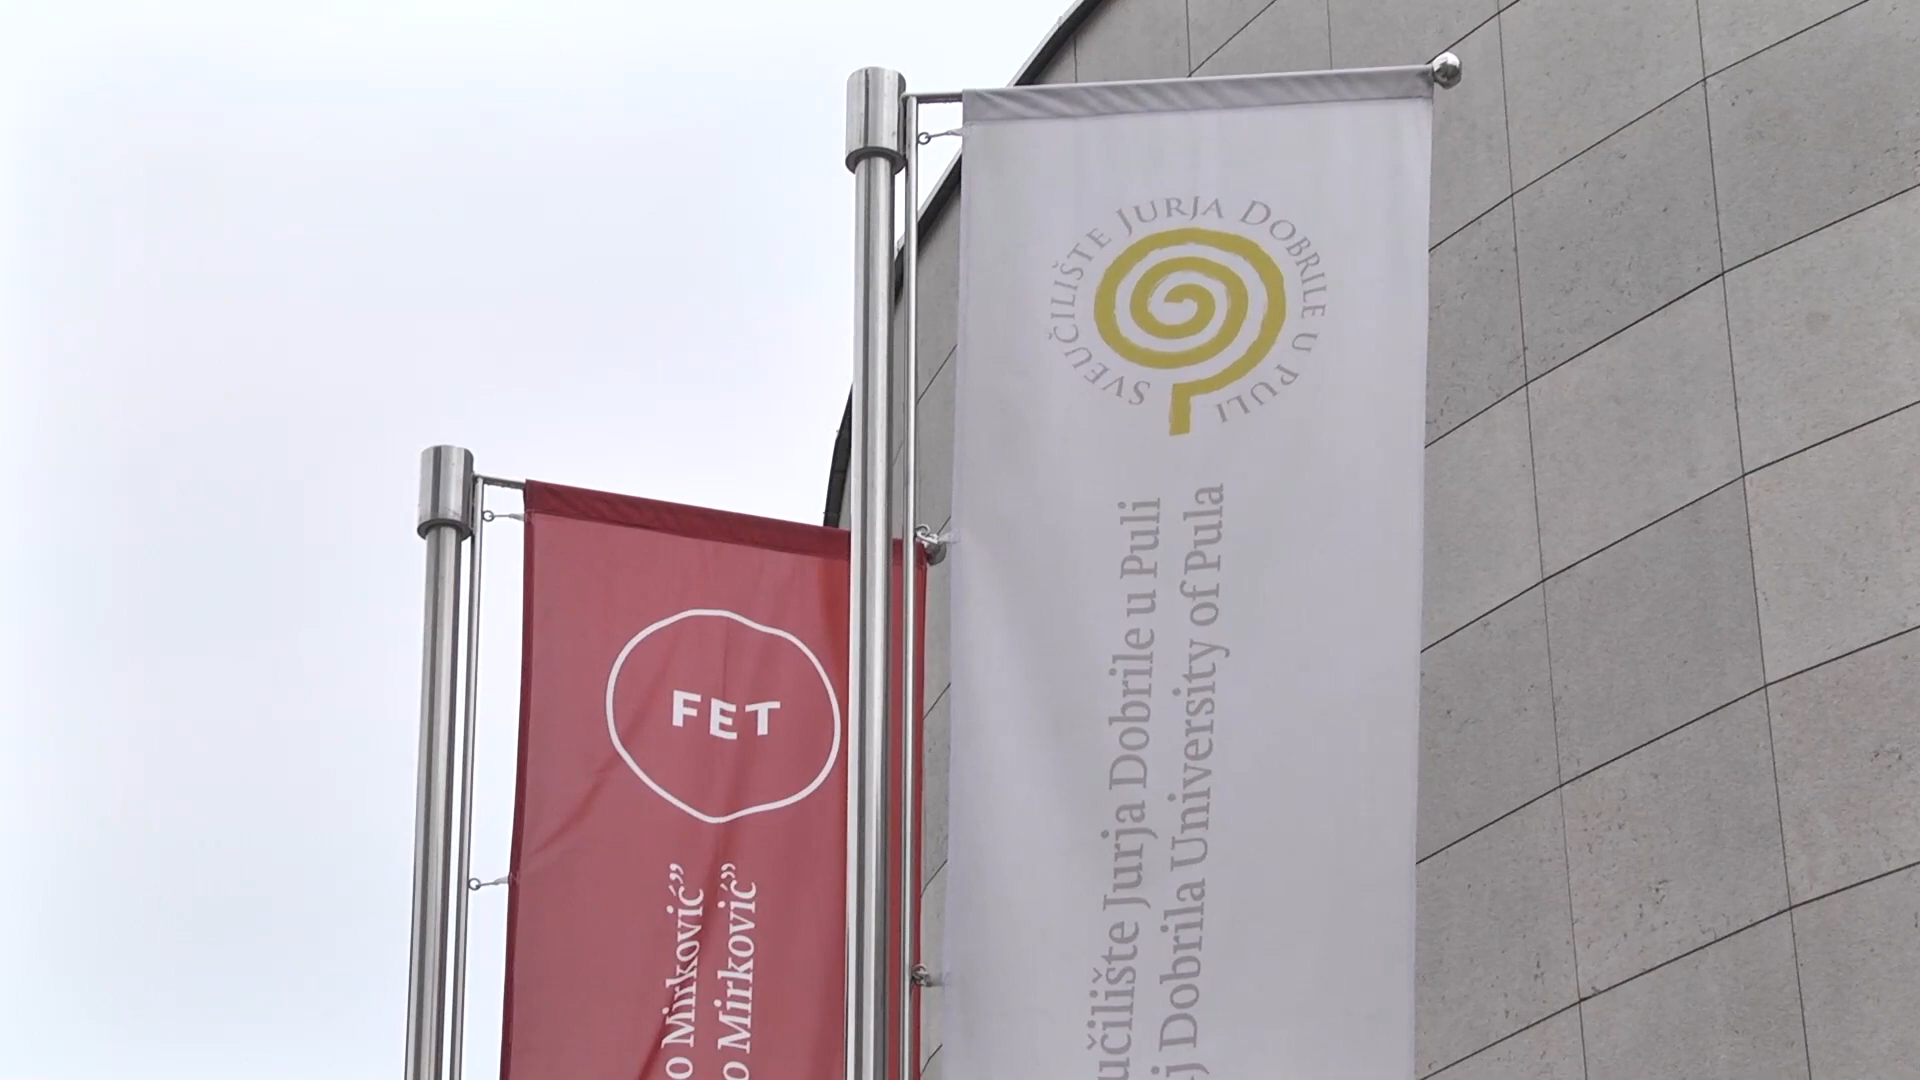 FET
o Mirković”
o Mirković”
SVEUČILIŠTE JURJA DOBRILE U PULI
učilište Jurja Dobrile u Puli
j Dobrila University of Pula